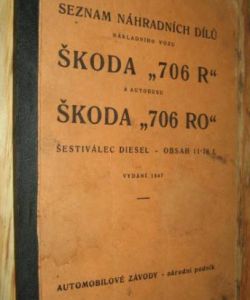 SEZNAM NÁHRADNÍCH DÍLŮ
NÁKLADNÍHO VOZU
ŠKODA „706 R"
A AUTOBUSU
ŠKODA „706 RO"
ŠESTIVÁLEC DIESEL - OBSAH 11·78 l
VYDÁNÍ 1947
AUTOMOBILOVÉ ZÁVODY - národní podnik